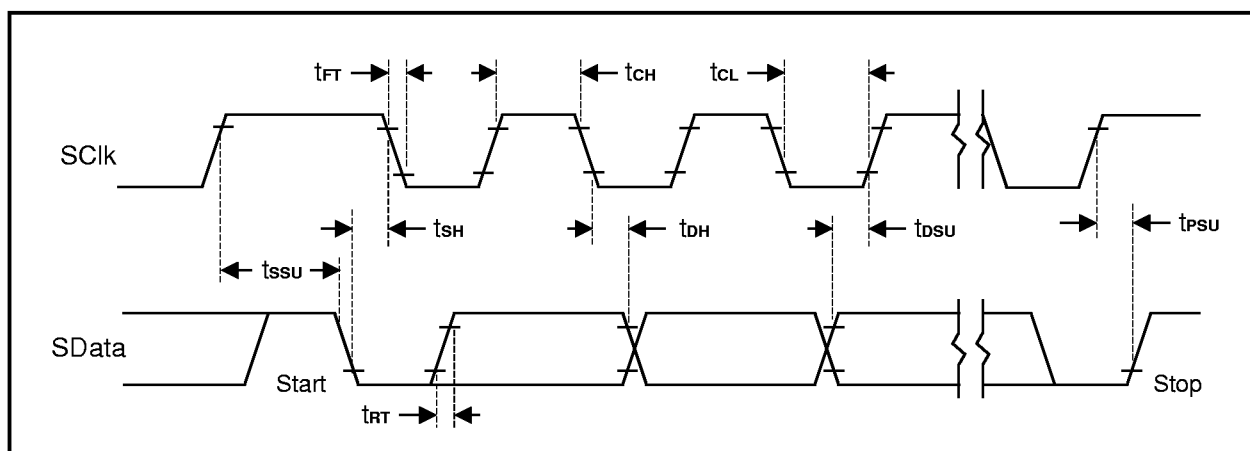 tFT
tCH
tCL
SClk
tSH
tDH
tDSU
tPSU
tSSU
SData
Start
Stop
tRT